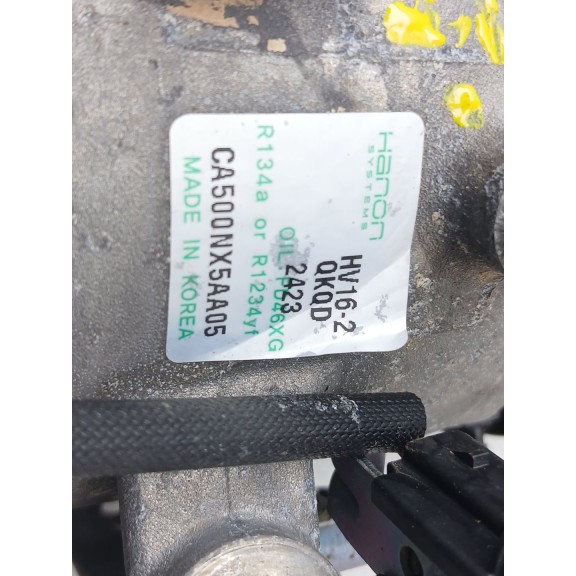 Hanon
SYSTEMS
HV16-2
QKQD
2A23
OIL
R134a or R1234yf
CA500NX5AA05
MADE IN KOREA